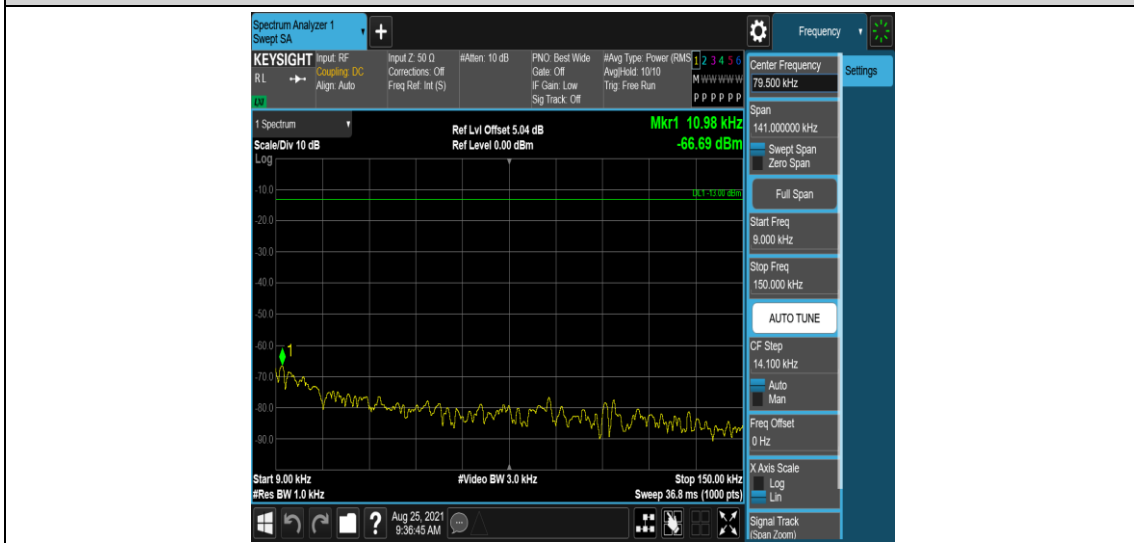 Spectrum Analyzer 1
Swept SA
+
Frequency
KEYSIGHT
RL
LXI
Input: RF
Coupling: DC
Align: Auto
Input Z: 50 Ω
Corrections: Off
Freq Ref: Int (S)
#Atten: 10 dB
PNO: Best Wide
Gate: Off
IF Gain: Low
Sig Track: Off
#Avg Type: Power (RMS
Avg|Hold: 10/10
Trig: Free Run
1 2 3 4 5 6
M W W W W W
P P P P P P
1 Spectrum
Scale/Div 10 dB
Ref Lvl Offset 5.04 dB
Ref Level 0.00 dBm
Mkr1 10.98 kHz
-66.69 dBm
Log
DL1 -13.00 dBm
-10.0
-20.0
-30.0
-40.0
-50.0
-60.0
1
-70.0
-80.0
-90.0
Start 9.00 kHz
#Res BW 1.0 kHz
#Video BW 3.0 kHz
Stop 150.00 kHz
Sweep 36.8 ms (1000 pts)
Aug 25, 2021
9:36:45 AM
?
Center Frequency
79.500 kHz
Settings
Span
141.000000 kHz
Swept Span
Zero Span
Full Span
Start Freq
9.000 kHz
Stop Freq
150.000 kHz
AUTO TUNE
CF Step
14.100 kHz
Auto
Man
Freq Offset
0 Hz
X Axis Scale
Log
Lin
Signal Track
(Span Zoom)